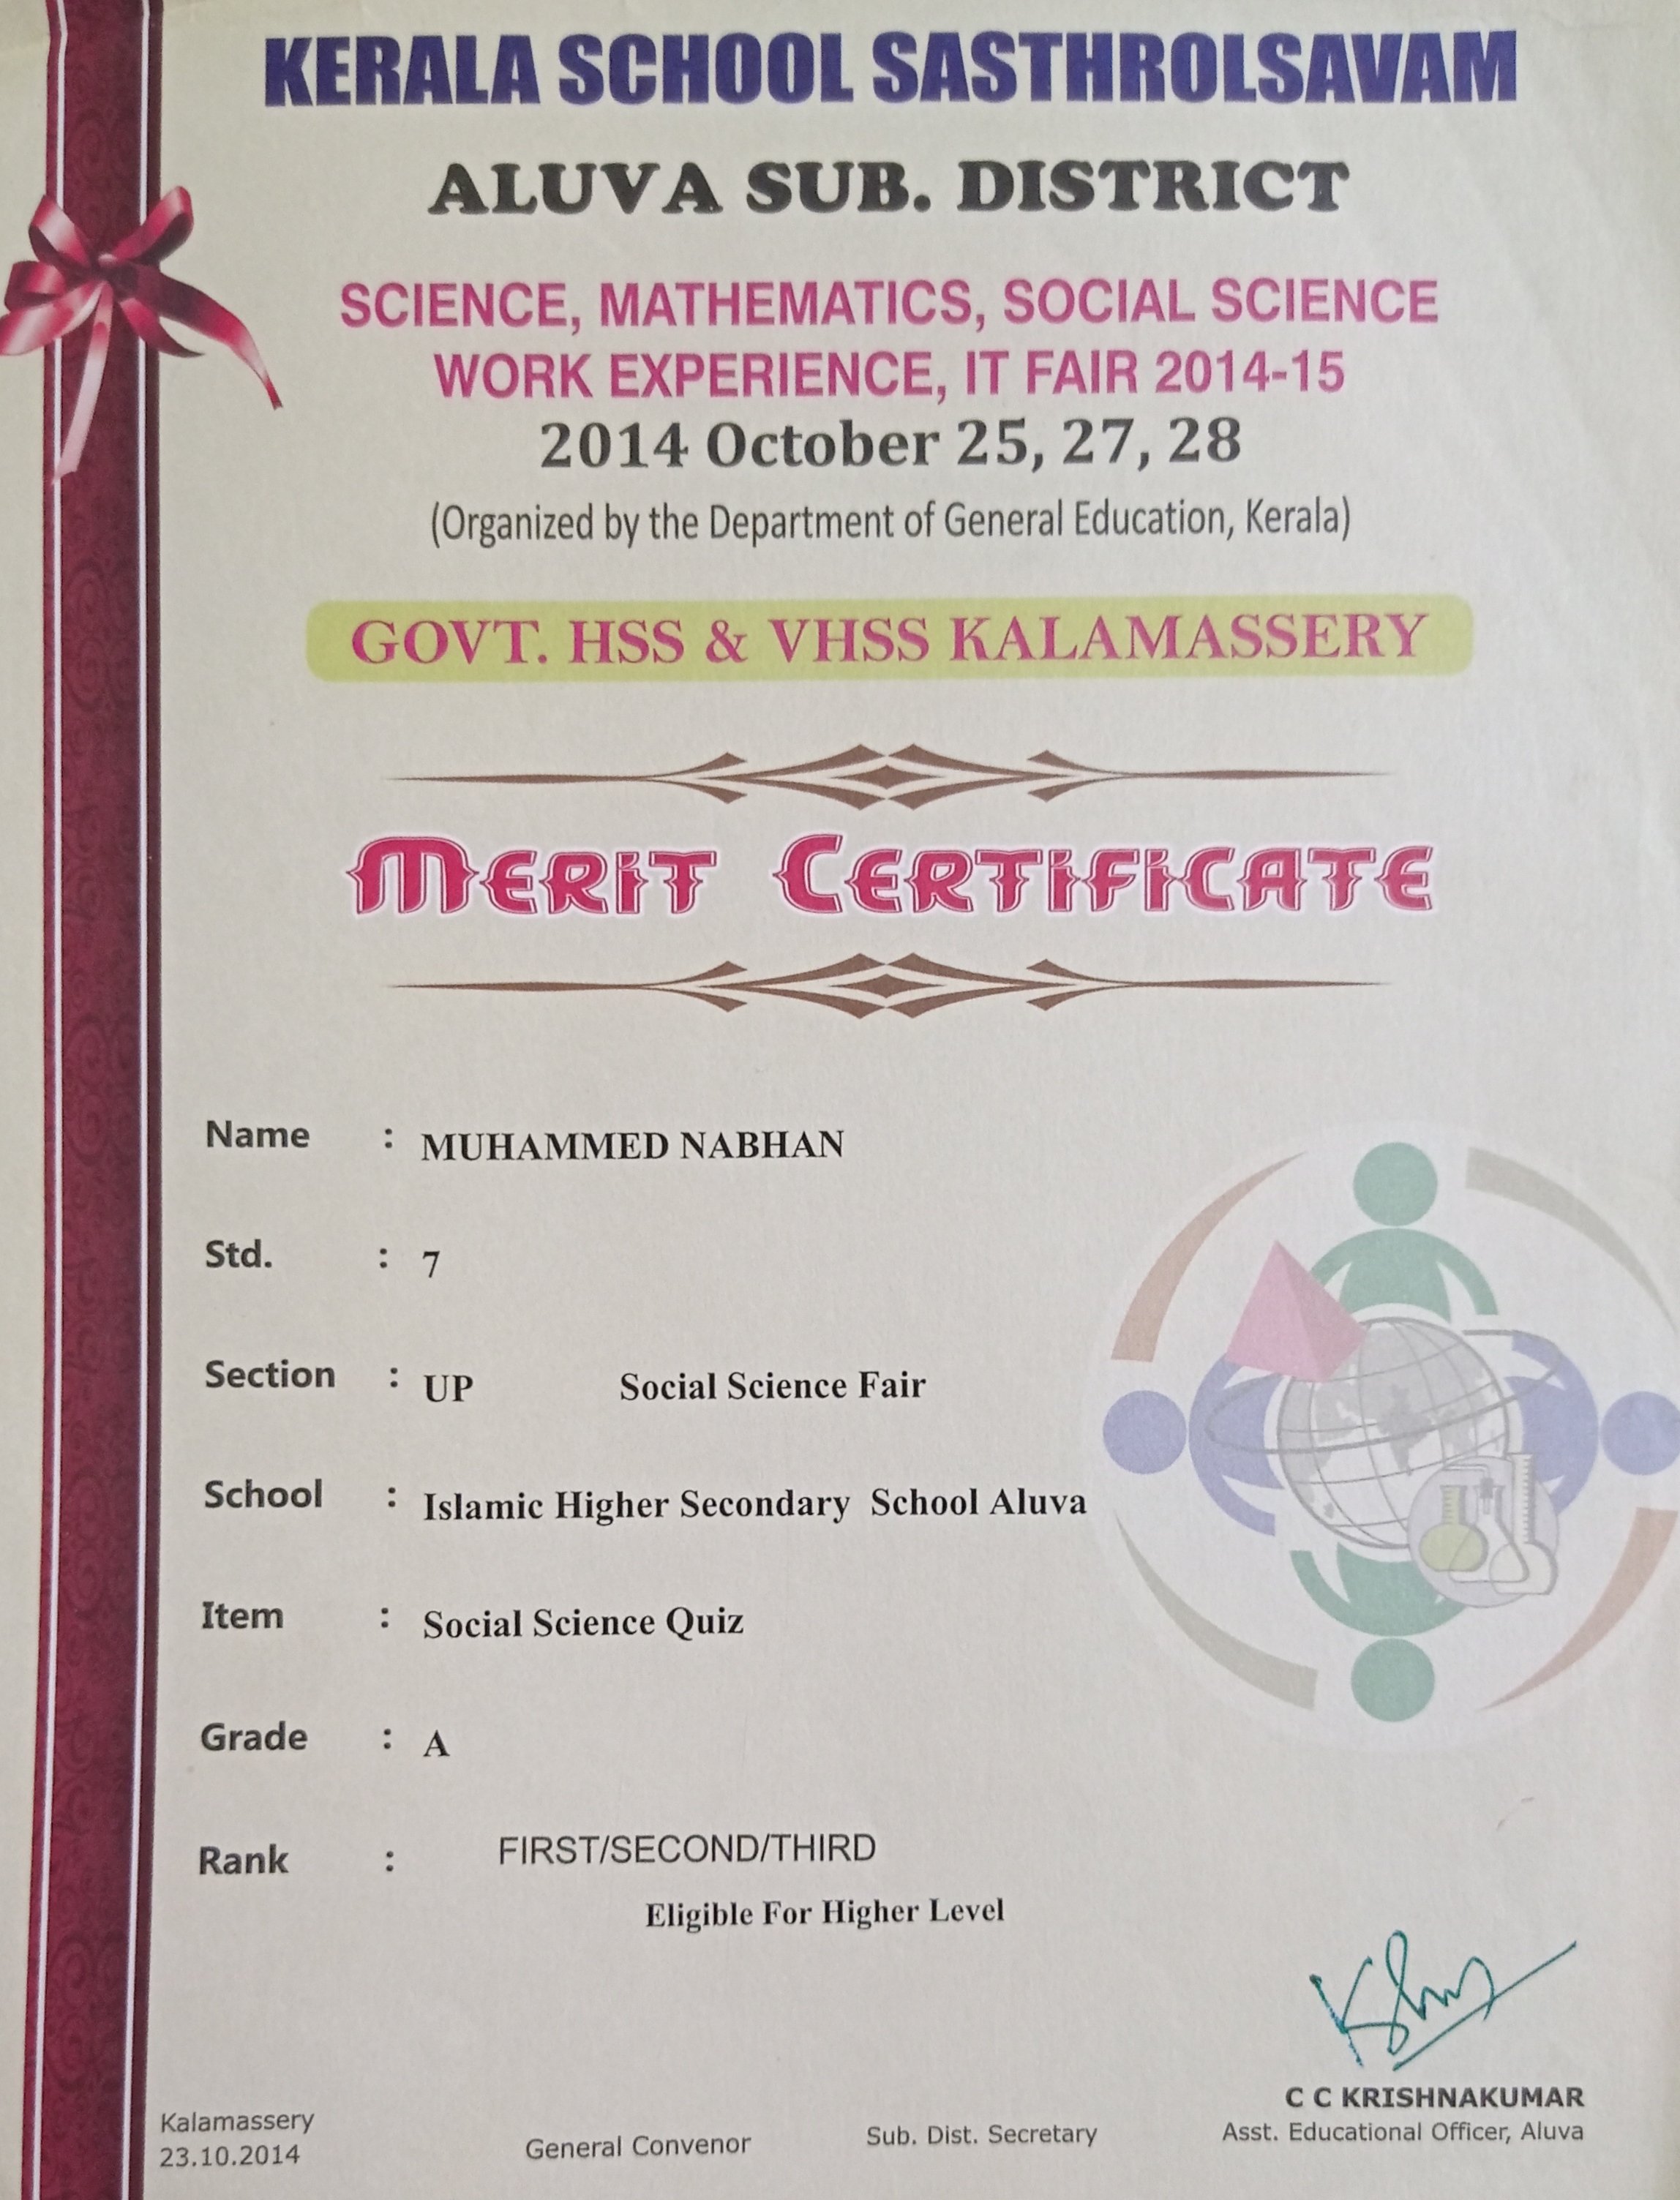 KERALA SCHOOL SASTHROLSAVAM
ALUVA SUB. DISTRICT
SCIENCE, MATHEMATICS, SOCIAL SCIENCE
WORK EXPERIENCE, IT FAIR 2014-15
2014 October 25, 27, 28
(Organized by the Department of General Education, Kerala)
GOVT. HSS & VHSS KALAMASSERY
MERIT CERTIFICATE
Name : MUHAMMED NABHAN
Std. : 7
Section : UP Social Science Fair
School : Islamic Higher Secondary School Aluva
Item : Social Science Quiz
Grade : A
Rank : FIRST/SECOND/THIRD
Eligible For Higher Level
C C KRISHNAKUMAR
Kalamassery
23.10.2014
General Convenor
Sub. Dist. Secretary
Asst. Educational Officer, Aluva